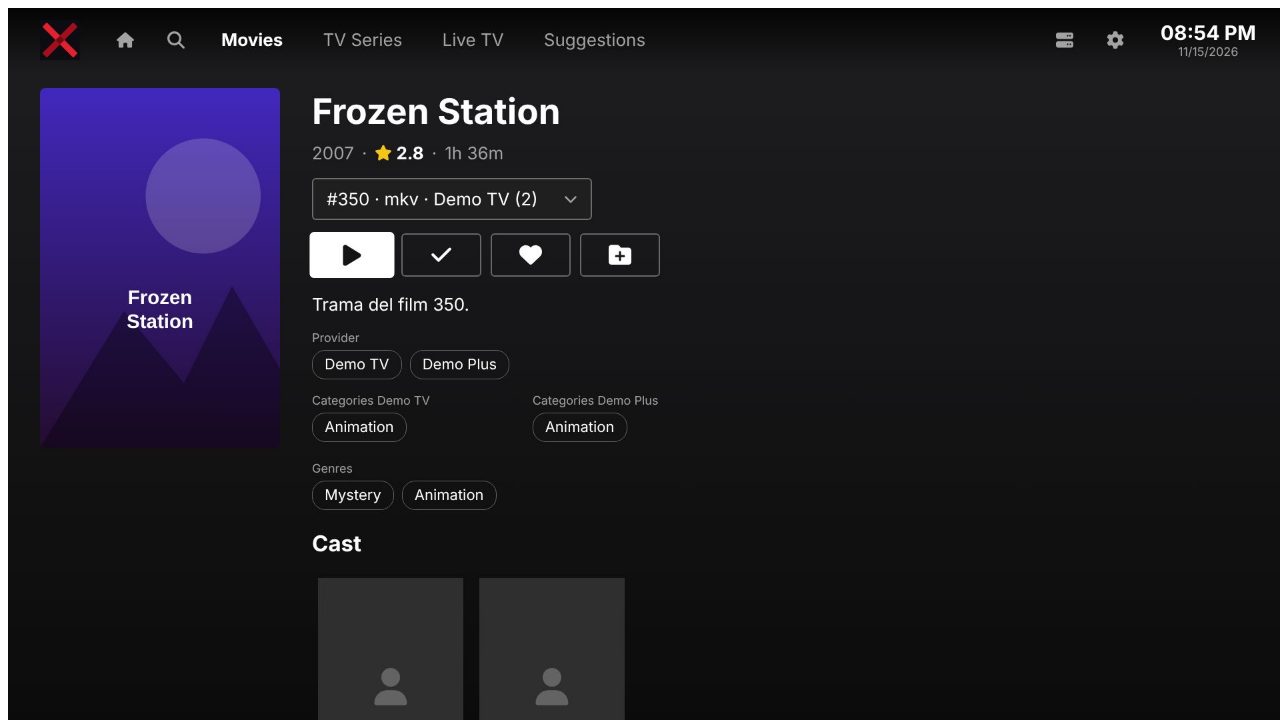 Movies TV Series Live TV Suggestions 08:54 PM
11/15/2026
Frozen Station
2007 · 2.8 · 1h 36m
#350 · mkv · Demo TV (2)
Frozen
Station
Trama del film 350.
Provider
Demo TV Demo Plus
Categories Demo TV Categories Demo Plus
Animation Animation
Genres
Mystery Animation
Cast